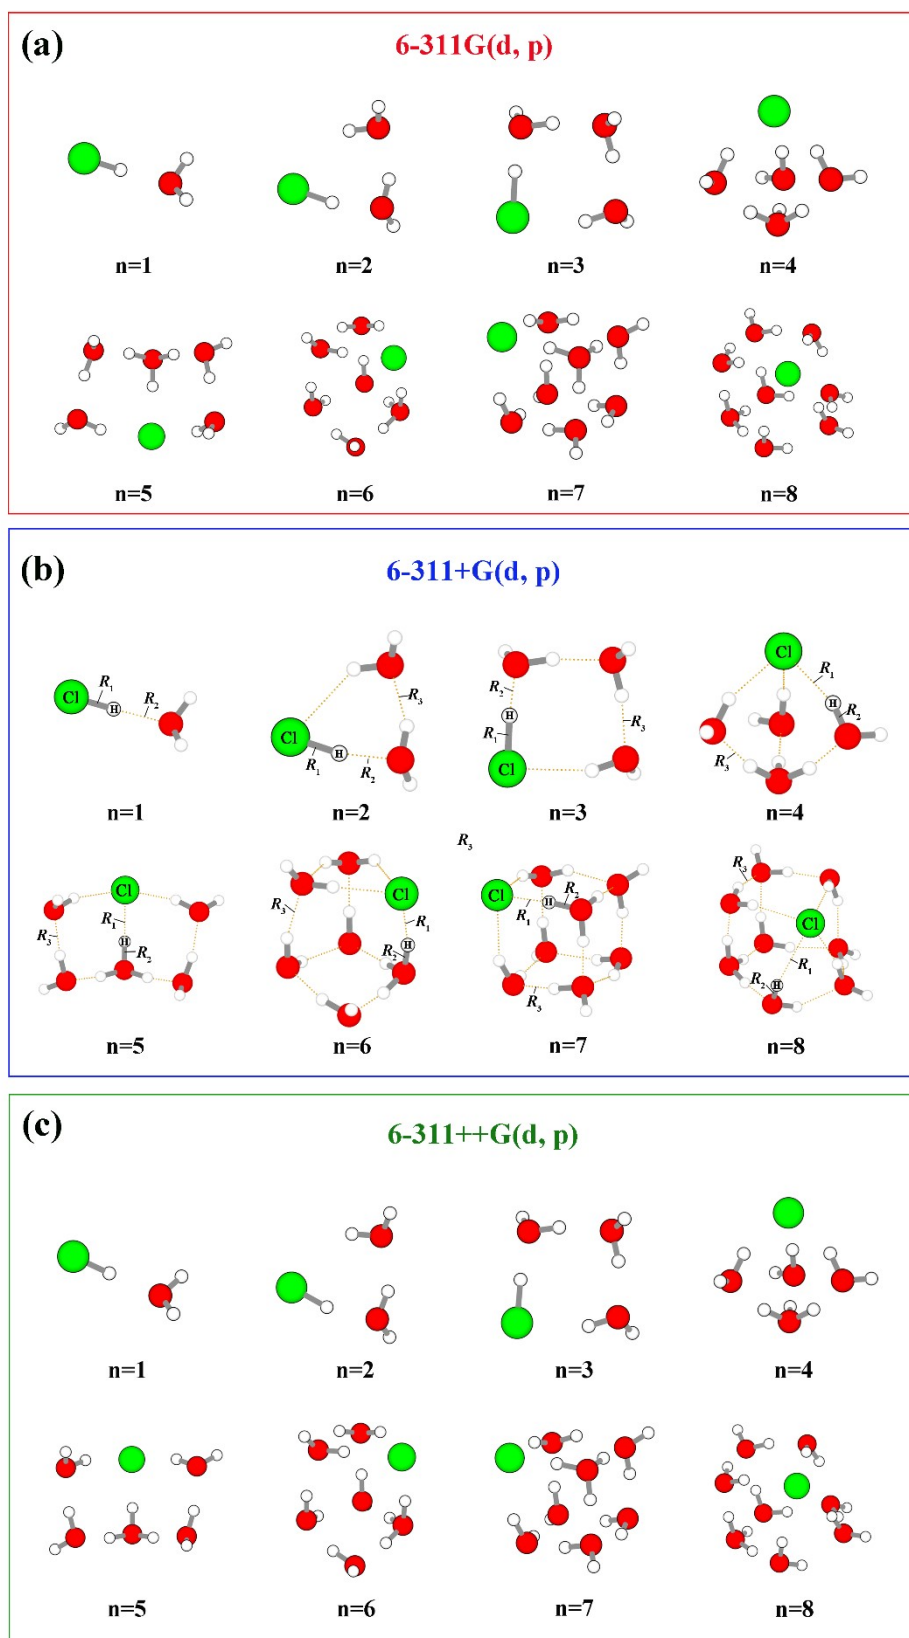 (a)
6-311G(d, p)
n=1
n=2
n=3
n=4
n=5
n=6
n=7
n=8
(b)
6-311+G(d, p)
Cl
R1
H
R2
n=1
Cl
R1
H
R2
R3
n=2
R2
H
R1
Cl
R3
n=3
Cl
R1
H
R2
R3
n=4
Cl
R1
H
R2
R3
n=5
R3
Cl
R1
H
R2
n=6
R3
Cl
R1
H
R2
R3
n=7
R3
Cl
R1
R2
H
n=8
(c)
6-311++G(d, p)
n=1
n=2
n=3
n=4
n=5
n=6
n=7
n=8